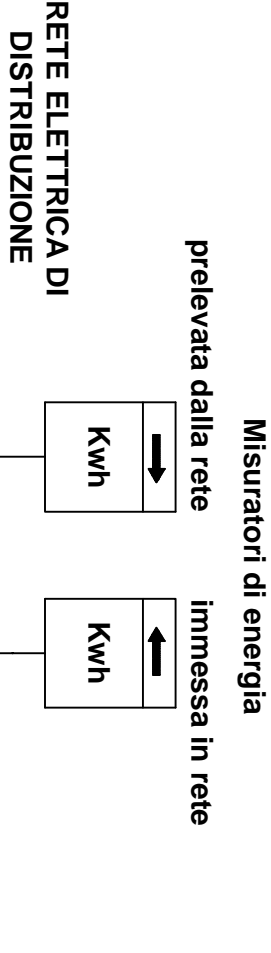 Misuratori di energia
prelevata dalla rete
immessa in rete
Kwh
Kwh
RETE ELETTRICA DI
DISTRIBUZIONE